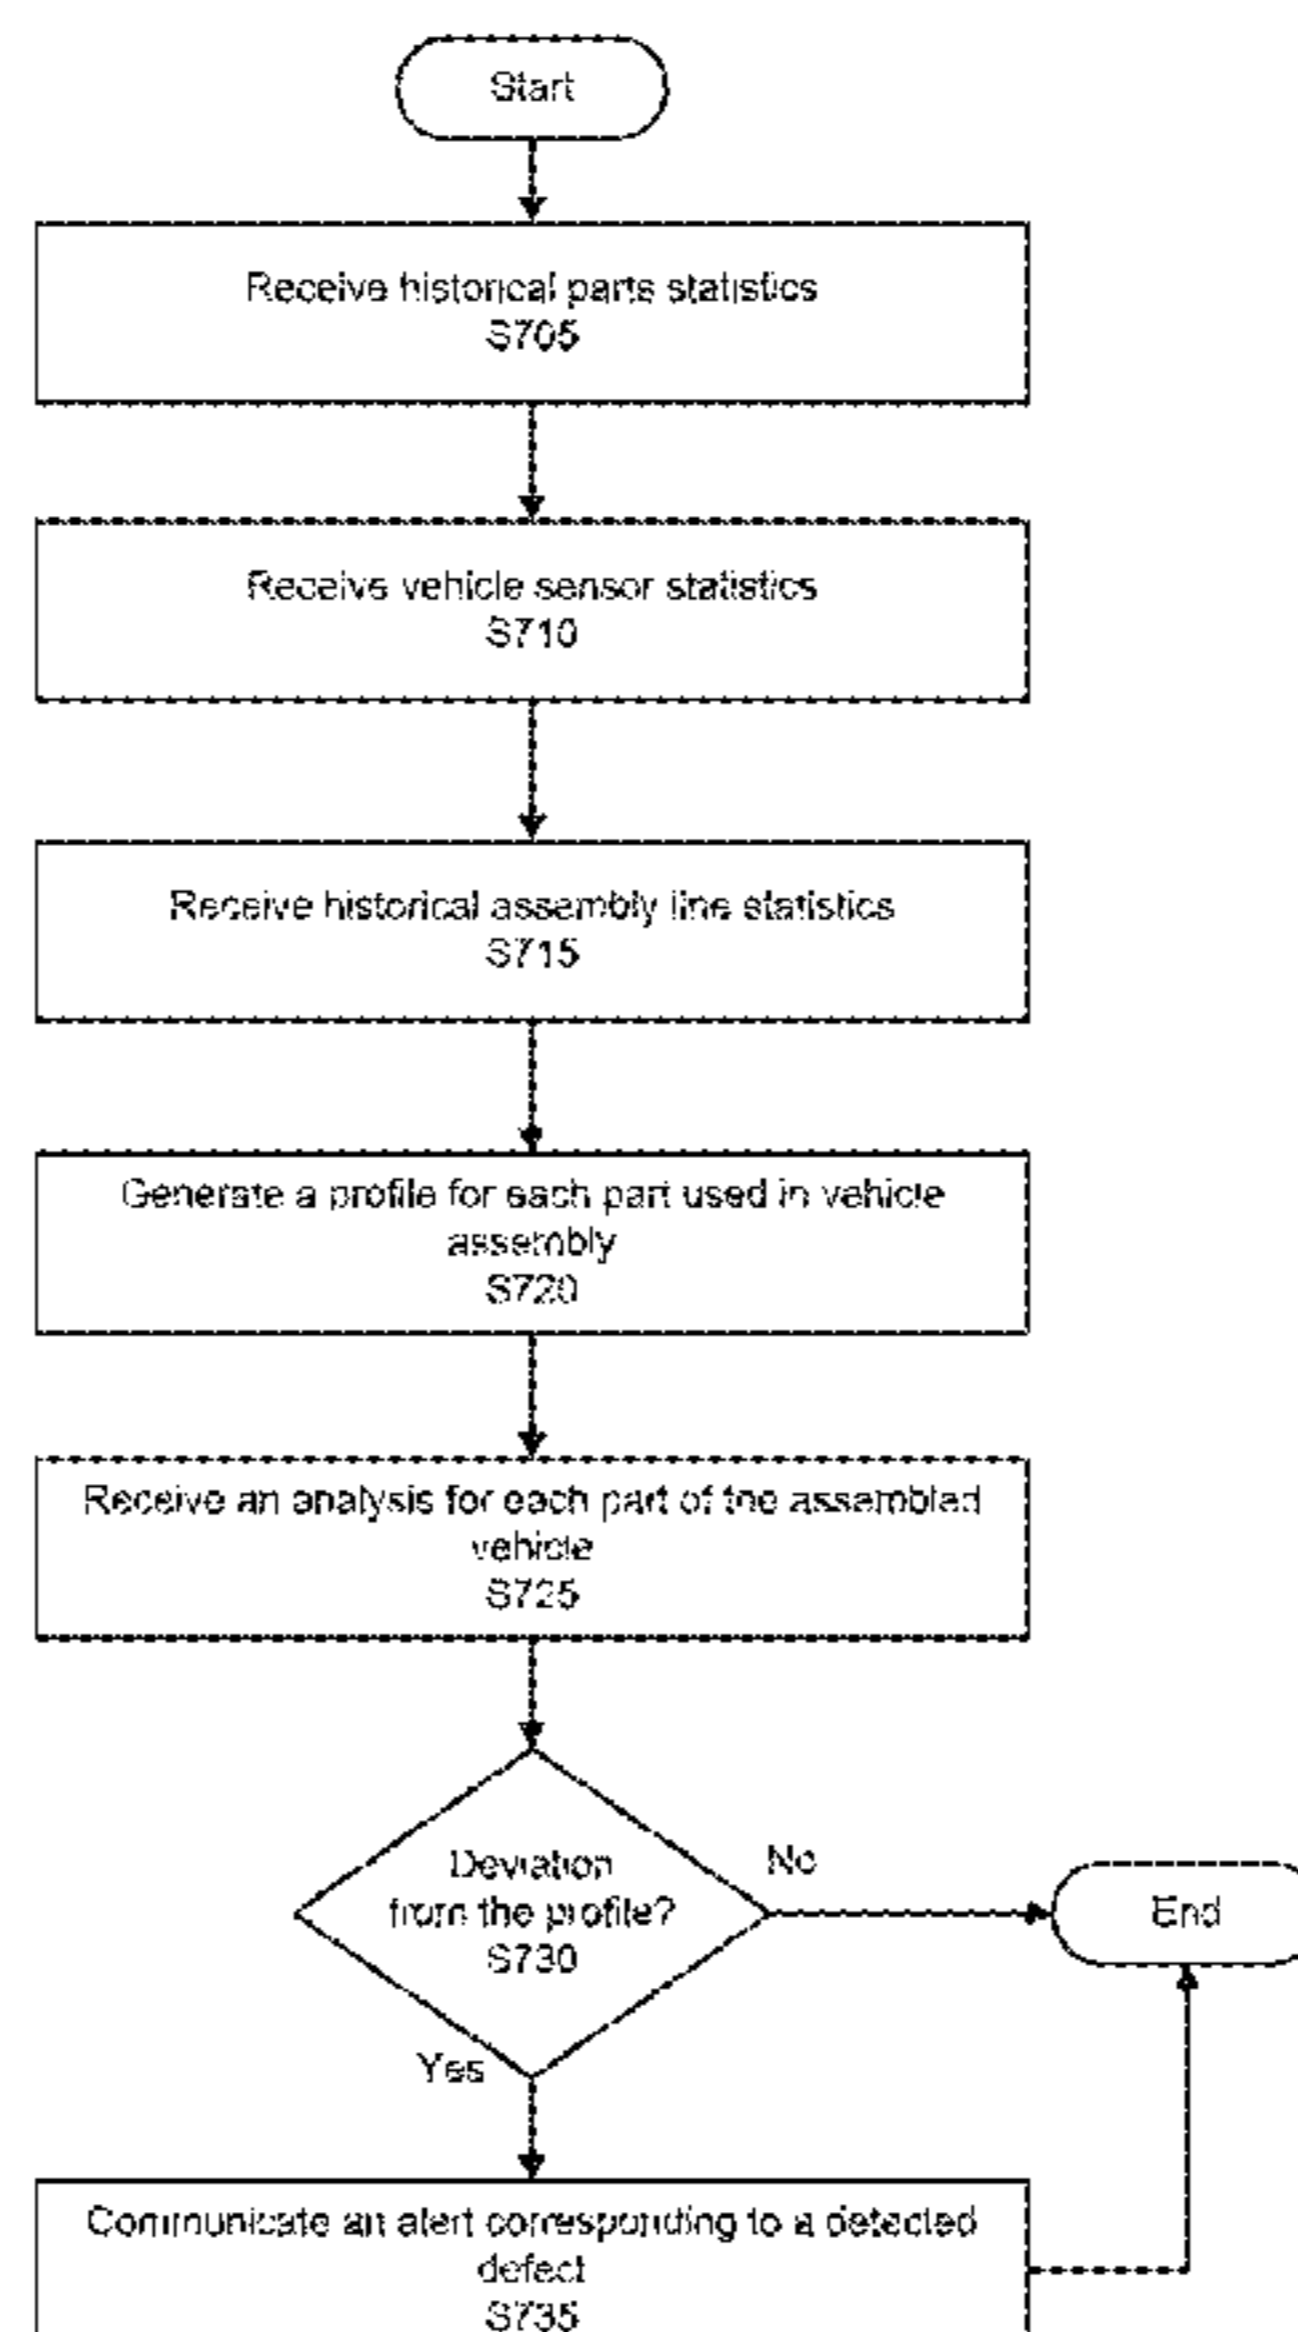 Start
Receive historical parts statistics
S705
Receive vehicle sensor statistics
S710
Receive historical assembly line statistics
S715
Generate a profile for each part used in vehicle
assembly
S720
Receive an analysis for each part of the assembled
vehicle
S725
Deviation
from the profile?
S730
No
End
Yes
Communicate an alert corresponding to a detected
defect
S735